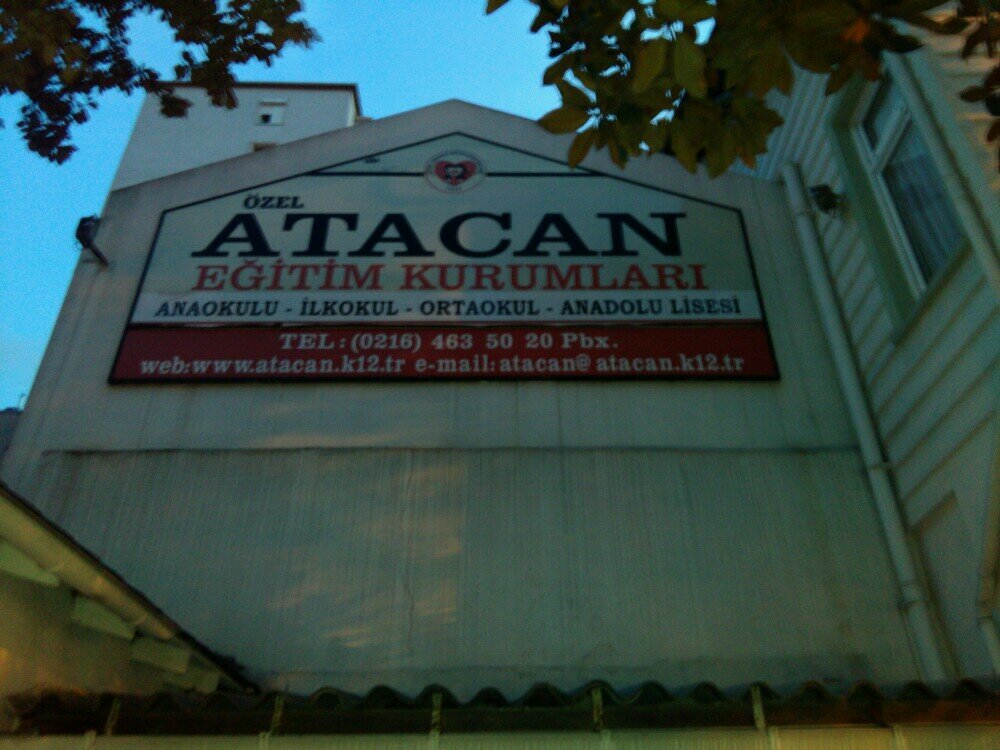 ÖZEL
ATACAN
EĞİTİM KURUMLARI
ANAOKULU - İLKOKUL - ORTAOKUL - ANADOLU LİSESİ
TEL : (0216) 463 50 20 Pbx.
web:www.atacan.k12.tr e-mail:atacan@atacan.k12.tr